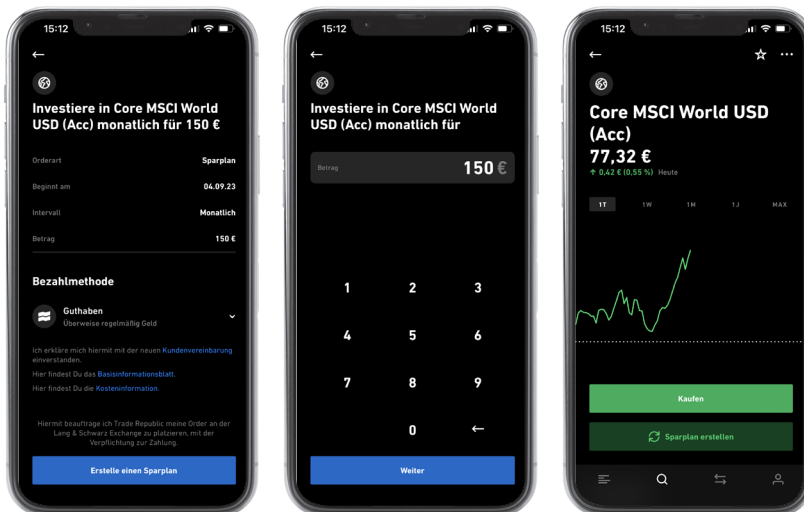 15:12
Investiere in Core MSCI World
USD (Acc) monatlich für 150 €
Orderart Sparplan
Beginnt am 04.09.23
Intervall Monatlich
Betrag 150 €
Bezahlmethode
Guthaben
Überweise regelmäßig Geld
Ich erkläre mich hiermit mit der neuen Kundenvereinbarung
einverstanden.
Hier findest Du das Basisinformationsblatt.
Hier findest Du die Kosteninformation.
Hiermit beauftrage ich Trade Republic meine Order an der
Lang & Schwarz Exchange zu platzieren, mit der
Verpflichtung zur Zahlung.
Erstelle einen Sparplan
15:12
Investiere in Core MSCI World
USD (Acc) monatlich für
Betrag 150 €
1 2 3
4 5 6
7 8 9
0 ←
Weiter
15:12
Core MSCI World USD
(Acc)
77,32 €
↑ 0,42 € (0,55 %) Heute
1T 1W 1M 1J MAX
Kaufen
Sparplan erstellen